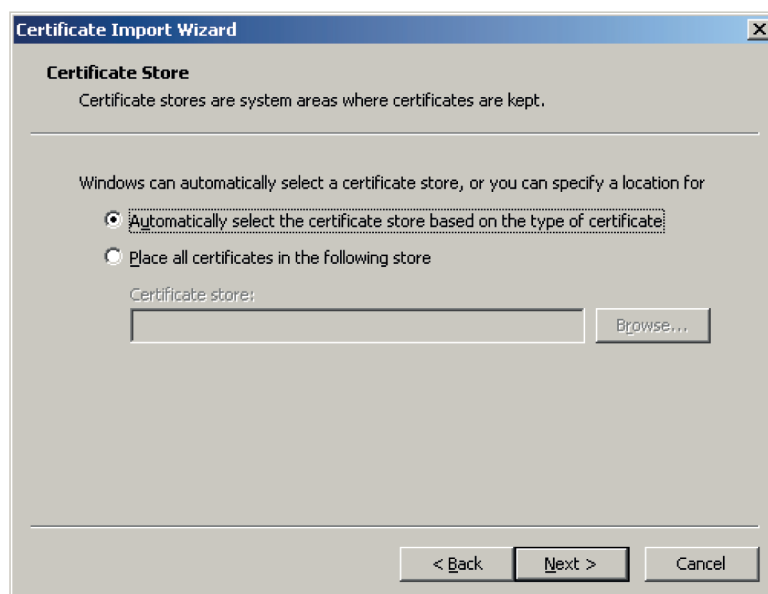 Certificate Import Wizard
Certificate Store
Certificate stores are system areas where certificates are kept.
Windows can automatically select a certificate store, or you can specify a location for
Automatically select the certificate store based on the type of certificate
Place all certificates in the following store
Certificate store:
Browse...
< Back Next > Cancel